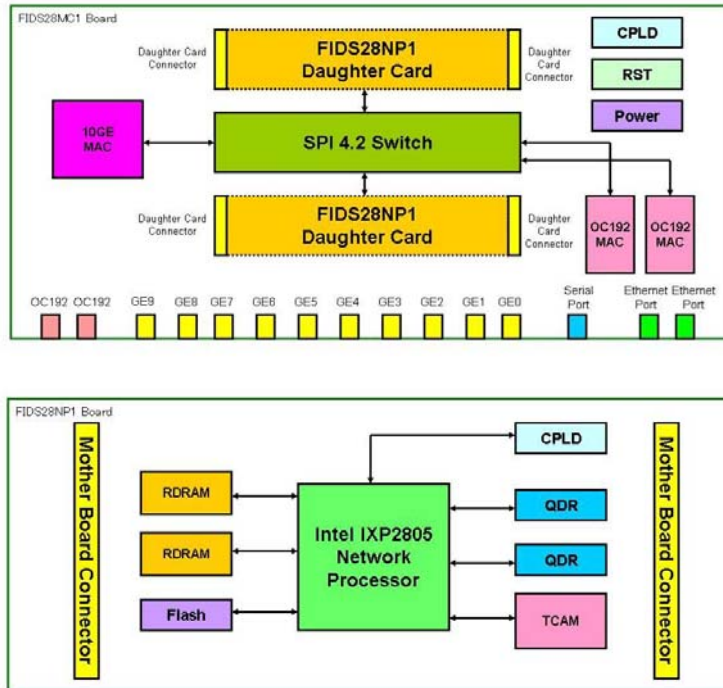 FIDS28MC1 Board
Daughter
Card
Connector
FIDS28NP1
Daughter Card
Daughter
Card
Connector
CPLD
RST
Power
10GE
MAC
SPI 4.2 Switch
Daughter Card
Connector
FIDS28NP1
Daughter Card
Daughter
Card
Connector
OC192
MAC
OC192
MAC
OC192
OC192
GE9
GE8
GE7
GE6
GE5
GE4
GE3
GE2
GE1
GE0
Serial
Port
Ethernet
Port
Ethernet
Port
FIDS28NP1 Board
Mother Board Connector
RDRAM
RDRAM
Flash
Intel IXP2805
Network
Processor
CPLD
QDR
QDR
TCAM
Mother Board Connector